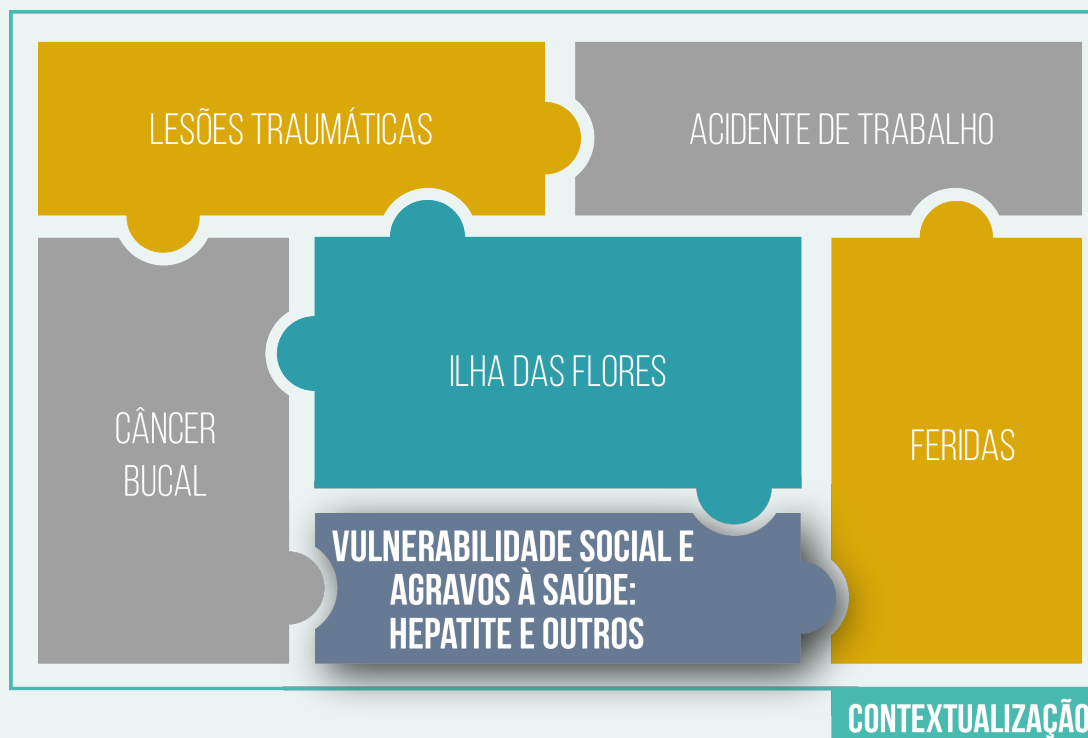 LESÕES TRAUMÁTICAS
ACIDENTE DE TRABALHO
ILHA DAS FLORES
CÂNCER
BUCAL
FERIDAS
VULNERABILIDADE SOCIAL E
AGRAVOS À SAÚDE:
HEPATITE E OUTROS
CONTEXTUALIZAÇÃO